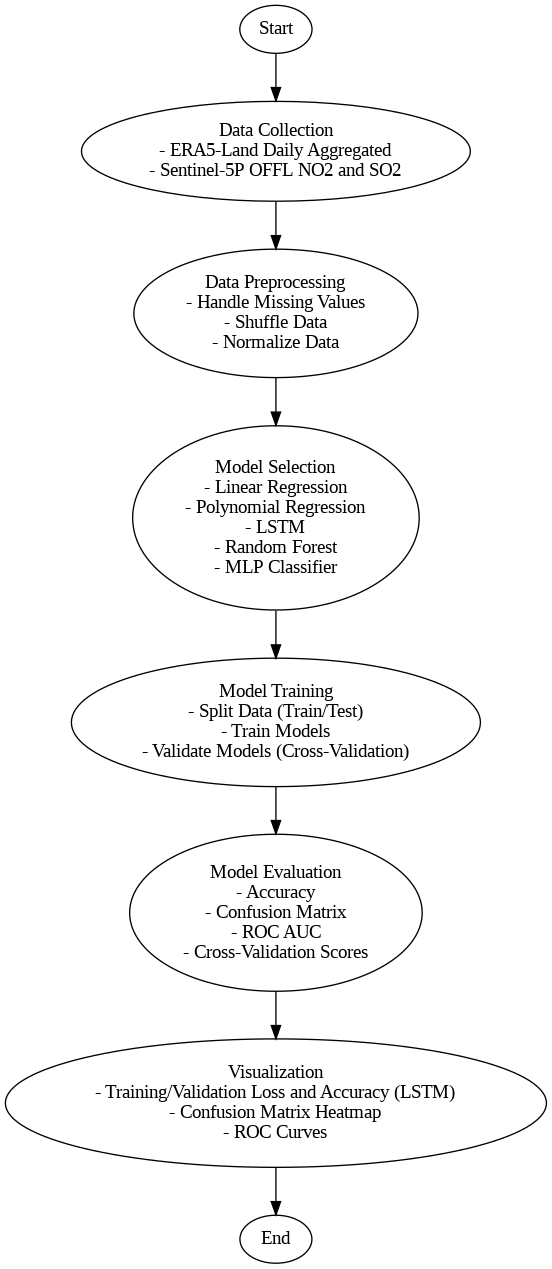 Start
Data Collection
- ERA5-Land Daily Aggregated
- Sentinel-5P OFFL NO2 and SO2
Data Preprocessing
- Handle Missing Values
- Shuffle Data
- Normalize Data
Model Selection
- Linear Regression
- Polynomial Regression
- LSTM
- Random Forest
- MLP Classifier
Model Training
- Split Data (Train/Test)
- Train Models
- Validate Models (Cross-Validation)
Model Evaluation
- Accuracy
- Confusion Matrix
- ROC AUC
- Cross-Validation Scores
Visualization
- Training/Validation Loss and Accuracy (LSTM)
- Confusion Matrix Heatmap
- ROC Curves
End